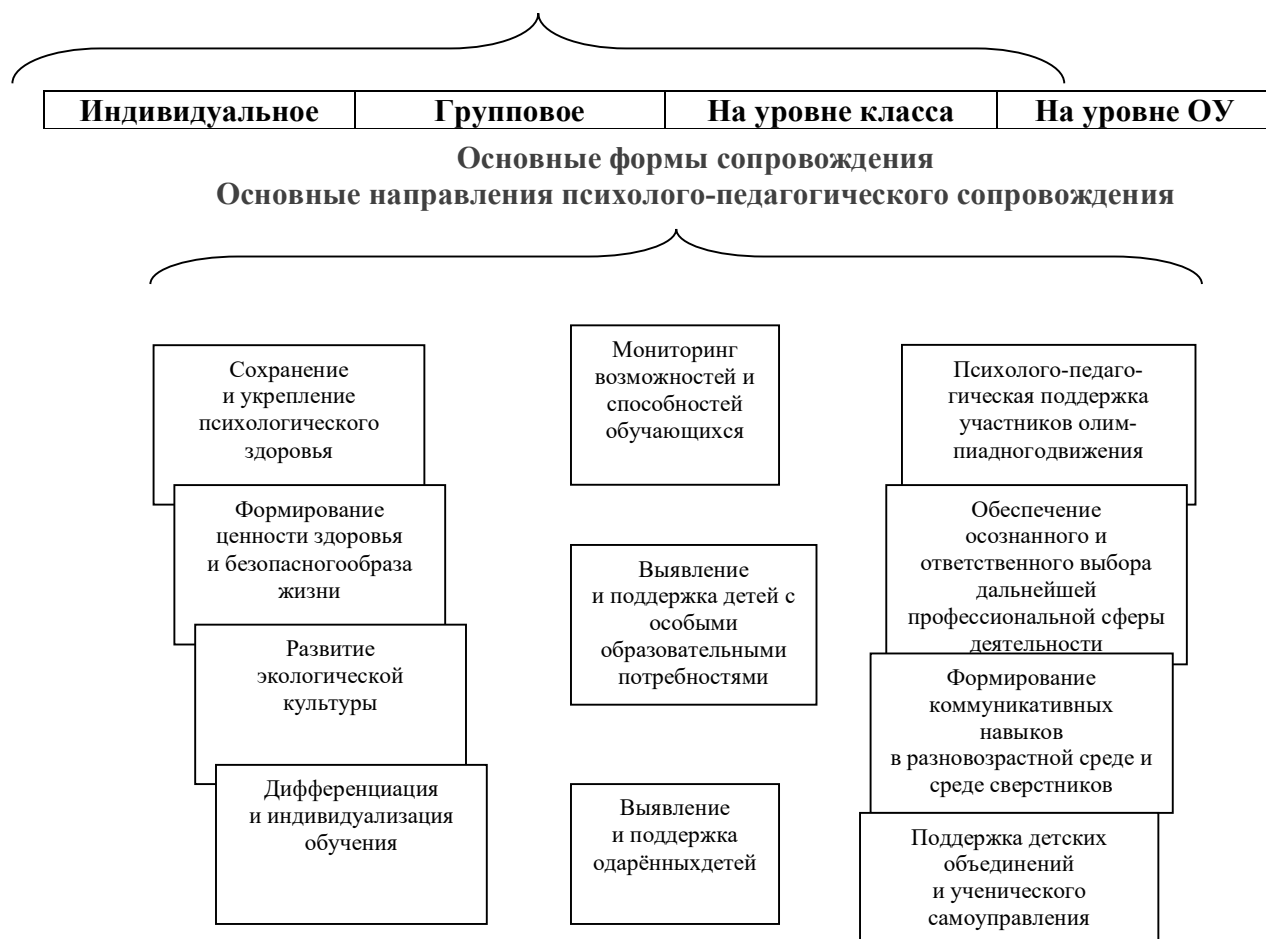 Индивидуальное Групповое На уровне класса На уровне ОУ
Основные формы сопровождения
Основные направления психолого-педагогического сопровождения
Сохранение
и укрепление
психологического
здоровья
Формирование
ценности здоровья
и безопасногообраза
жизни
Развитие
экологической
культуры
Дифференциация
и индивидуализация
обучения
Мониторинг
возможностей и
способностей
обучающихся
Выявление
и поддержка детей с
особыми
образовательными
потребностями
Выявление
и поддержка
одарённыхдетей
Психолого-педаго-
гическая поддержка
участников олим-
пиадногодвижения
Обеспечение
осознанного и
ответственного выбора
дальнейшей
профессиональной сферы
деятельности
Формирование
коммуникативных
навыков
в разновозрастной среде и
среде сверстников
Поддержка детских
объединений
и ученического
самоуправления